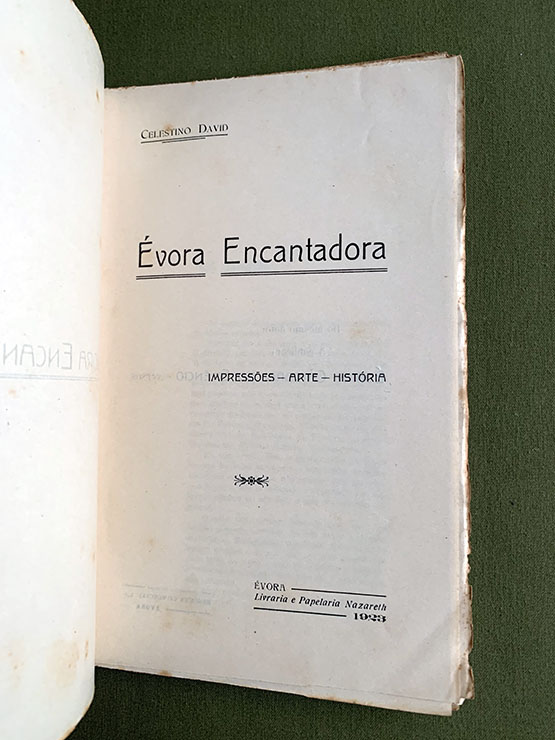 CELESTINO DAVID
Évora Encantadora
IMPRESSÕES — ARTE — HISTÓRIA
ÉVORA
Livraria e Papelaria Nazareth
1923